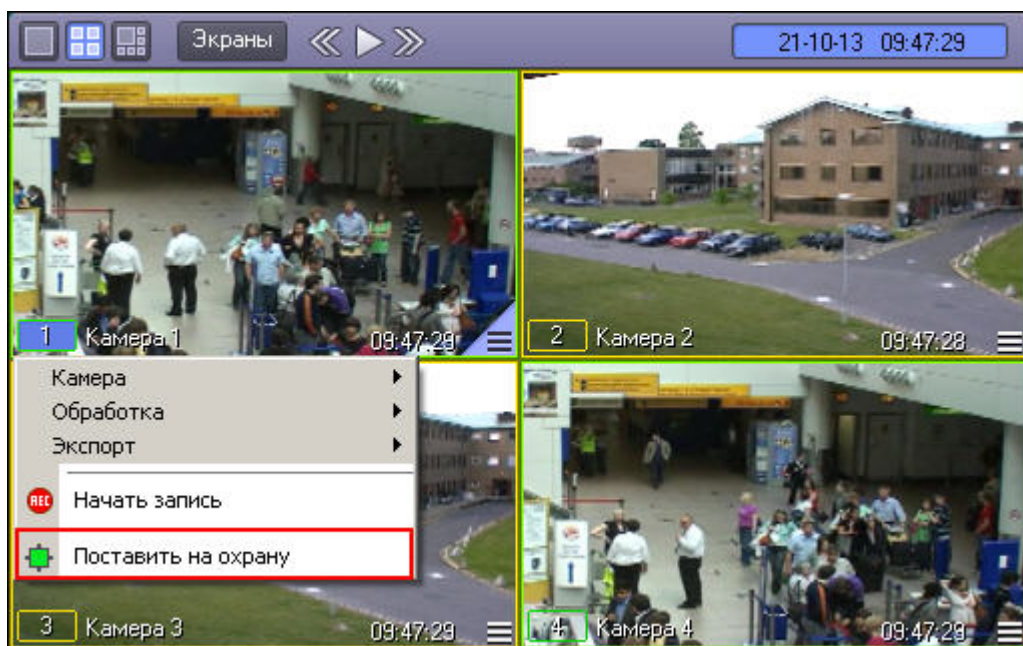 Экраны
21-10-13 09:47:29
1 Камера 1 09:47:29
2 Камера 2 09:47:28
Камера
Обработка
Экспорт
REC Начать запись
Поставить на охрану
3 Камера 3 09:47:29
4 Камера 4 09:47:29